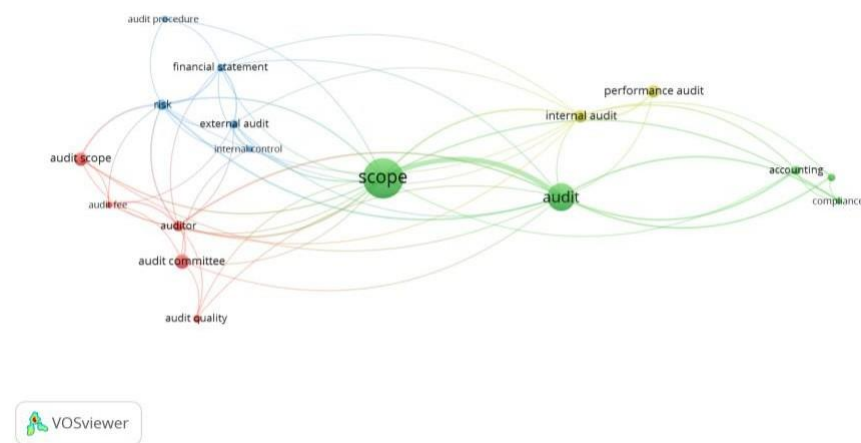 audit procedure
financial statement
performance audit
risk
internal audit
external audit
internal control
audit scope
accounting
scope
audit
compliance
audit fee
auditor
audit committee
audit quality
VOSviewer